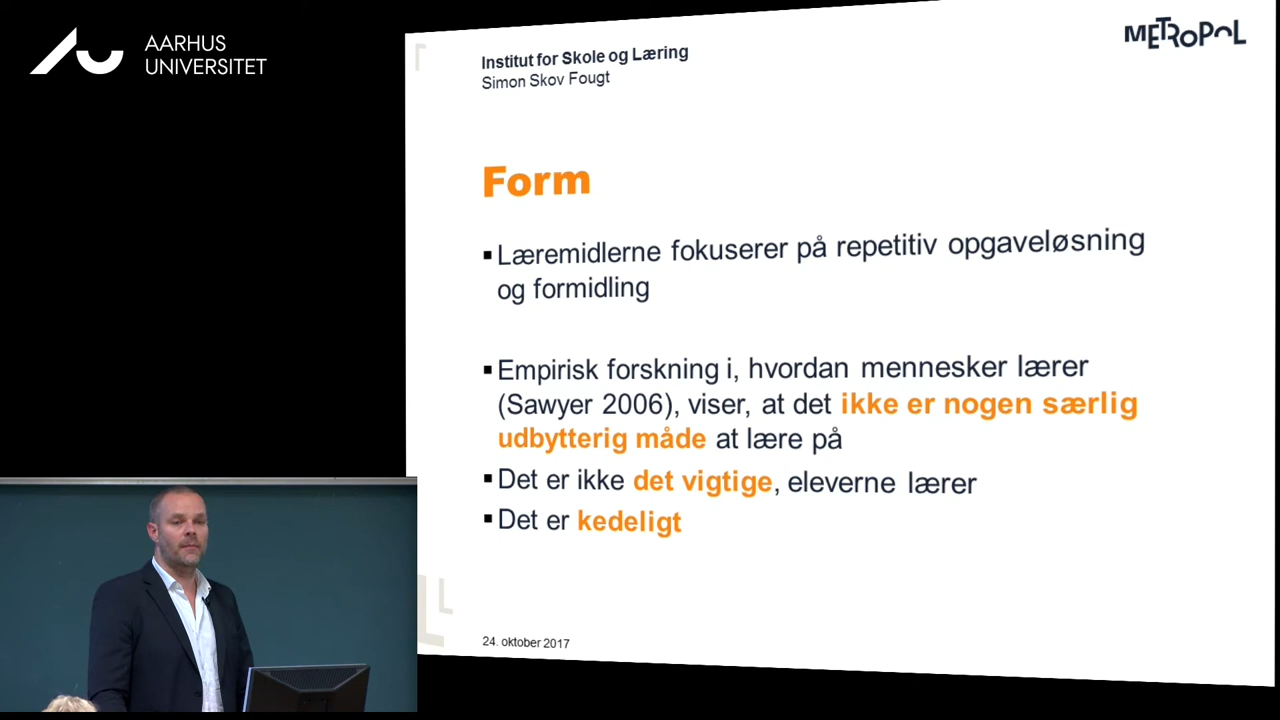 AARHUS
UNIVERSITET
METROPOL
Institut for Skole og Læring
Simon Skov Fougt
Form
▪ Læremidlerne fokuserer på repetitiv opgaveløsning
og formidling
▪ Empirisk forskning i, hvordan mennesker lærer
(Sawyer 2006), viser, at det ikke er nogen særlig
udbytterig måde at lære på
▪ Det er ikke det vigtige, eleverne lærer
▪ Det er kedeligt
24. oktober 2017